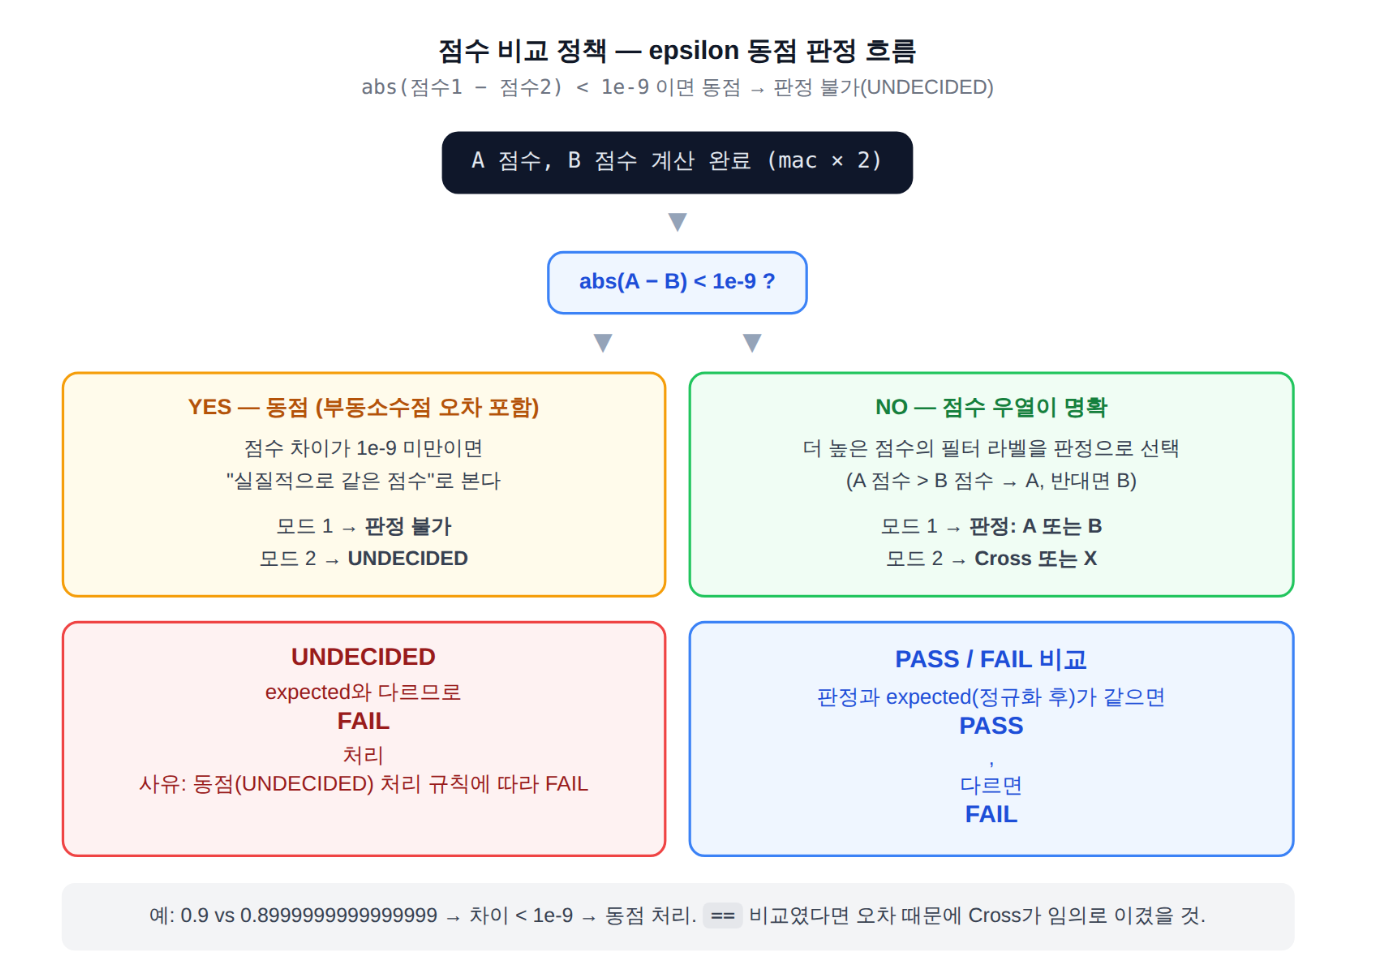 점수 비교 정책 — epsilon 동점 판정 흐름
abs(점수1 − 점수2) < 1e-9 이면 동점 → 판정 불가(UNDECIDED)
A 점수, B 점수 계산 완료 (mac × 2)
▼
abs(A − B) < 1e-9 ?
▼ ▼
YES — 동점 (부동소수점 오차 포함)
점수 차이가 1e-9 미만이면
"실질적으로 같은 점수"로 본다
모드 1 → 판정 불가
모드 2 → UNDECIDED
NO — 점수 우열이 명확
더 높은 점수의 필터 라벨을 판정으로 선택
(A 점수 > B 점수 → A, 반대면 B)
모드 1 → 판정: A 또는 B
모드 2 → Cross 또는 X
UNDECIDED
expected와 다르므로
FAIL
처리
사유: 동점(UNDECIDED) 처리 규칙에 따라 FAIL
PASS / FAIL 비교
판정과 expected(정규화 후)가 같으면
PASS
,
다르면
FAIL
예: 0.9 vs 0.8999999999999999 → 차이 < 1e-9 → 동점 처리. == 비교였다면 오차 때문에 Cross가 임의로 이겼을 것.